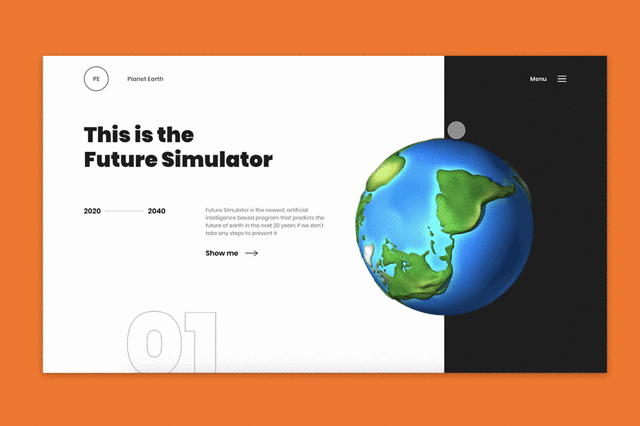 PE
Planet Earth
Menu
This is the
Future Simulator
2020
2040
Future Simulator is the newest, artificial
intelligence based program that predicts the
future of earth in the next 20 years if we don't
take any steps to prevent it
Show me
01